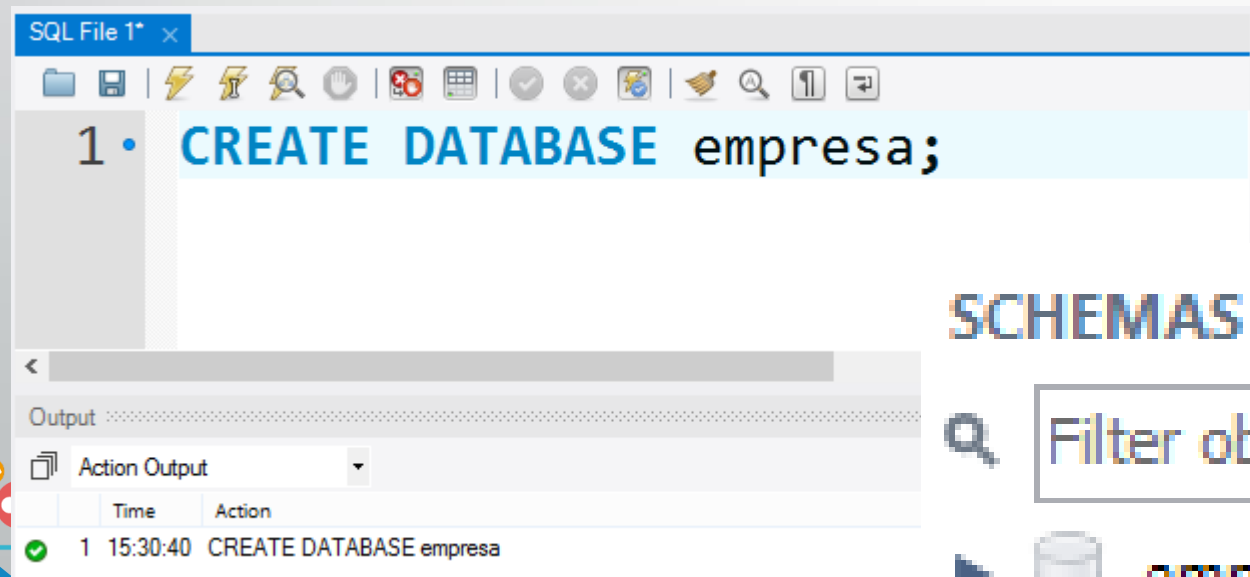 SQL File 1*
1 CREATE DATABASE empresa;
Output
Action Output
Time Action
1 15:30:40 CREATE DATABASE empresa
SCHEMAS
Filter